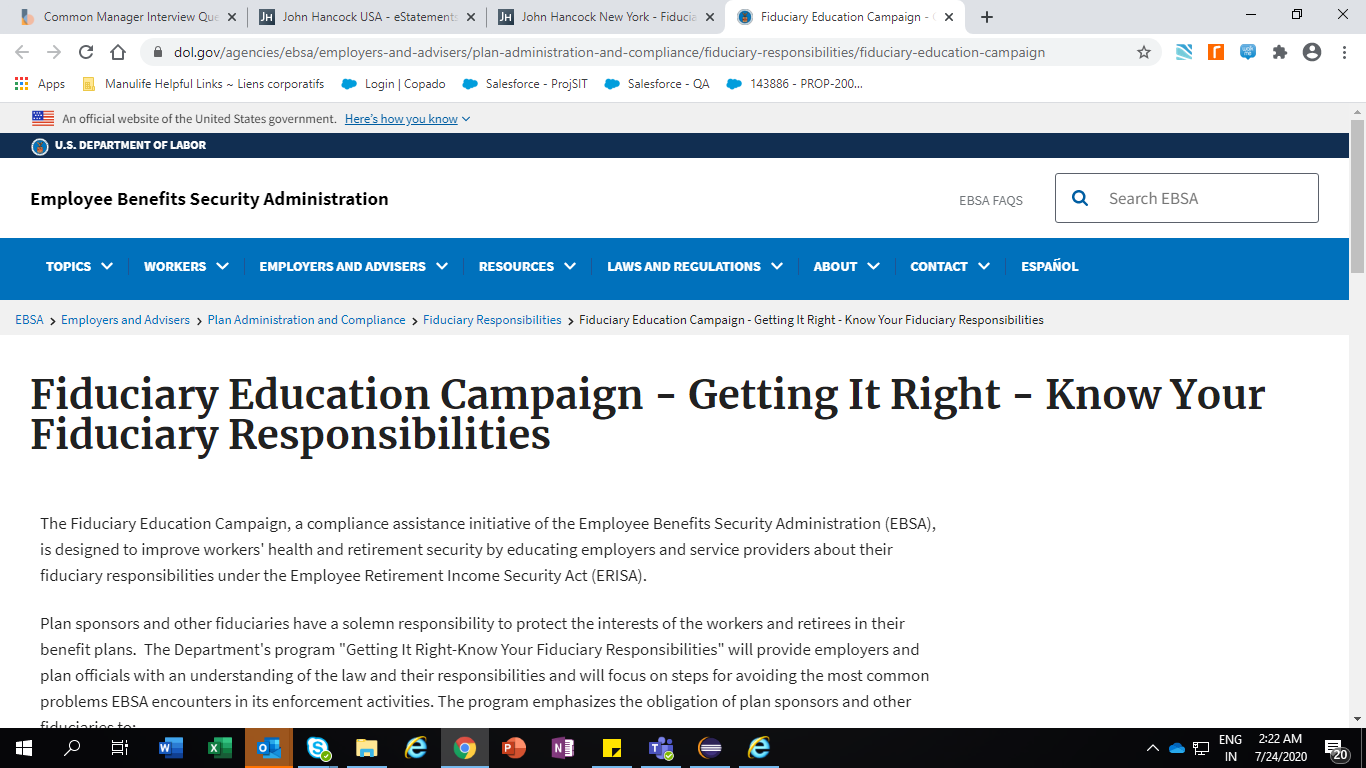 Common Manager Interview Que
John Hancock USA - eStatements
John Hancock New York - Fiducia
Fiduciary Education Campaign -
dol.gov/agencies/ebsa/employers-and-advisers/plan-administration-and-compliance/fiduciary-responsibilities/fiduciary-education-campaign
Apps
Manulife Helpful Links ~ Liens corporatifs
Login | Copado
Salesforce - ProjSIT
Salesforce - QA
143886 - PROP-200...
An official website of the United States government. Here's how you know
U.S. DEPARTMENT OF LABOR
Employee Benefits Security Administration
EBSA FAQS
Search EBSA
TOPICS WORKERS EMPLOYERS AND ADVISERS RESOURCES LAWS AND REGULATIONS ABOUT CONTACT ESPAÑOL
EBSA > Employers and Advisers > Plan Administration and Compliance > Fiduciary Responsibilities > Fiduciary Education Campaign - Getting It Right - Know Your Fiduciary Responsibilities
Fiduciary Education Campaign - Getting It Right - Know Your
Fiduciary Responsibilities
The Fiduciary Education Campaign, a compliance assistance initiative of the Employee Benefits Security Administration (EBSA),
is designed to improve workers' health and retirement security by educating employers and service providers about their
fiduciary responsibilities under the Employee Retirement Income Security Act (ERISA).
Plan sponsors and other fiduciaries have a solemn responsibility to protect the interests of the workers and retirees in their
benefit plans.  The Department's program "Getting It Right-Know Your Fiduciary Responsibilities" will provide employers and
plan officials with an understanding of the law and their responsibilities and will focus on steps for avoiding the most common
problems EBSA encounters in its enforcement activities. The program emphasizes the obligation of plan sponsors and other
fiduciaries to:
ENG
IN
2:22 AM
7/24/2020
20